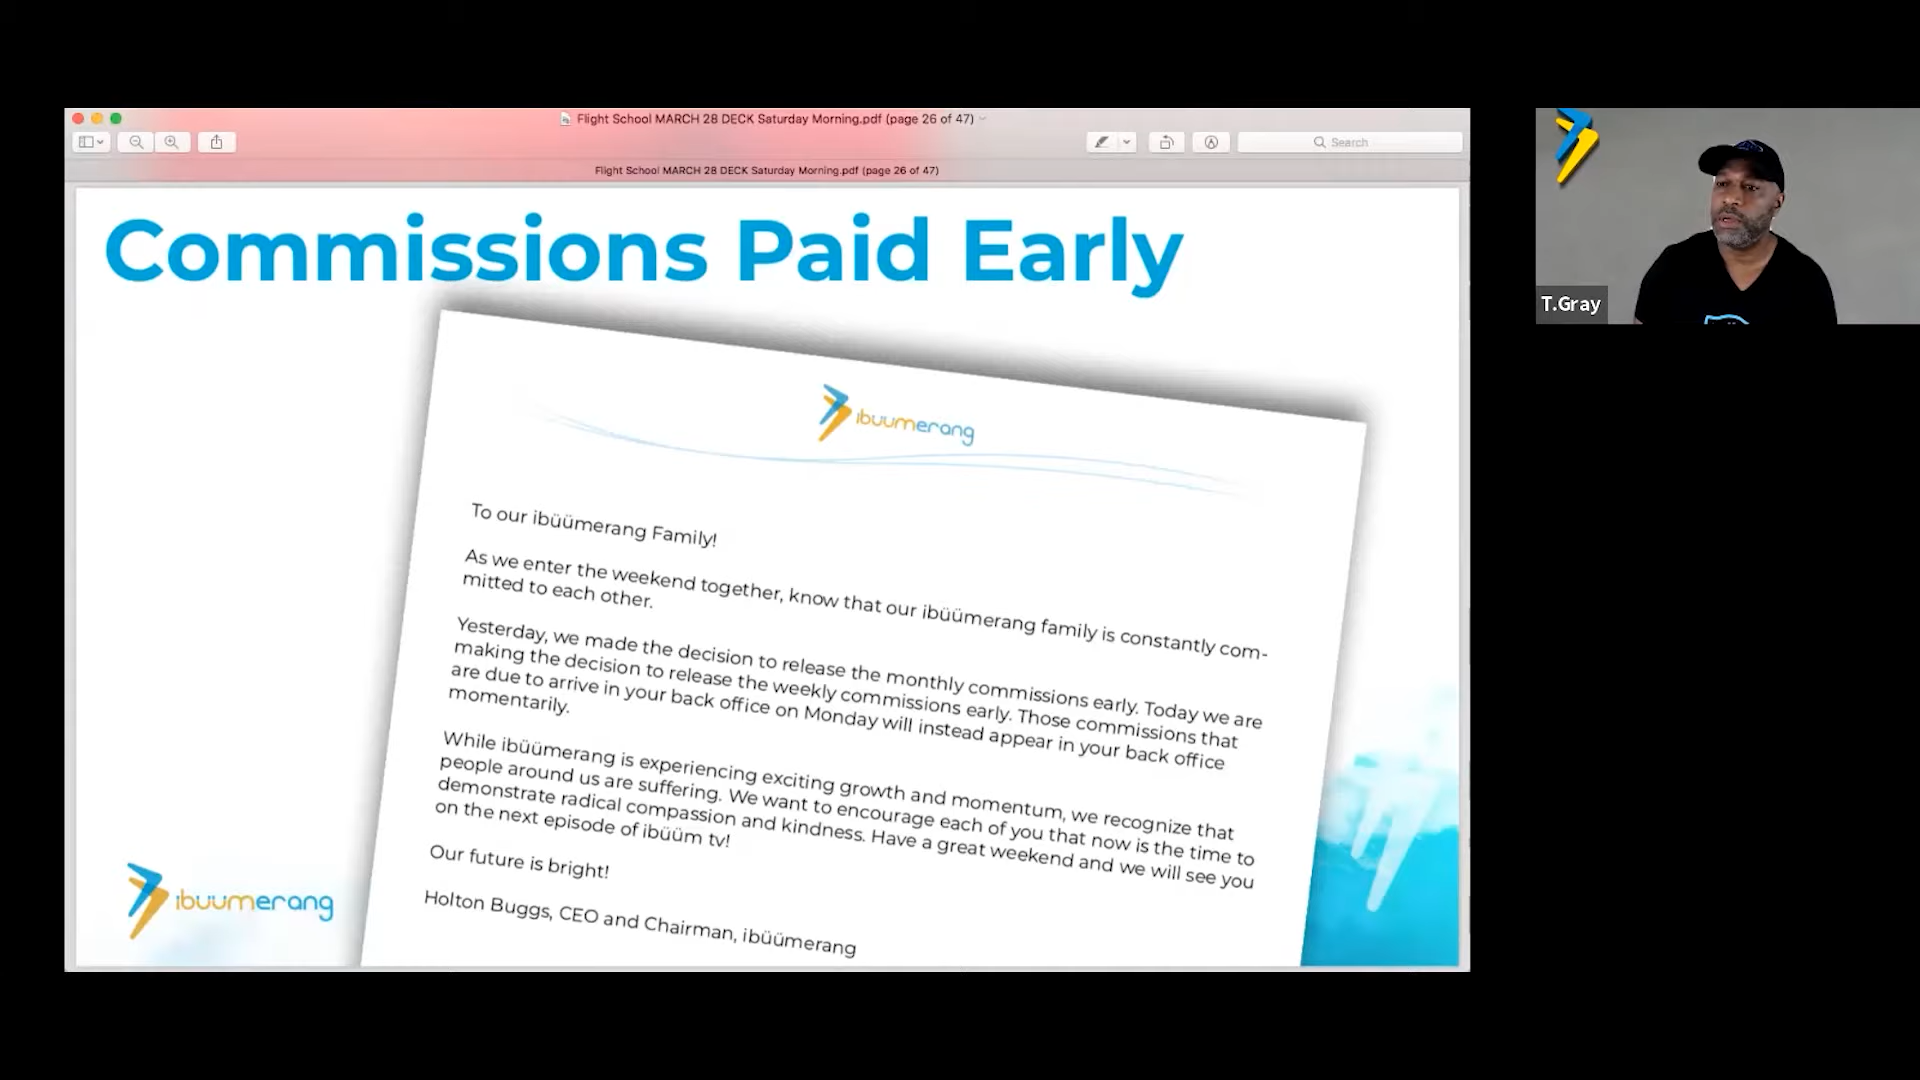 Flight School MARCH 28 DECK Saturday Morning.pdf (page 26 of 47)
Search
Flight School MARCH 28 DECK Saturday Morning.pdf (page 26 of 47)
Commissions Paid Early
ibuumerang
To our ibüümerang Family!
As we enter the weekend together, know that our ibüümerang family is constantly com-
mitted to each other.
Yesterday, we made the decision to release the monthly commissions early. Today we are
making the decision to release the weekly commissions early. Those commissions that
are due to arrive in your back office on Monday will instead appear in your back office
momentarily.
While ibüümerang is experiencing exciting growth and momentum, we recognize that
people around us are suffering. We want to encourage each of you that now is the time to
demonstrate radical compassion and kindness. Have a great weekend and we will see you
on the next episode of ibüüm tv!
Our future is bright!
Holton Buggs, CEO and Chairman, ibüümerang
ibuumerang
T.Gray